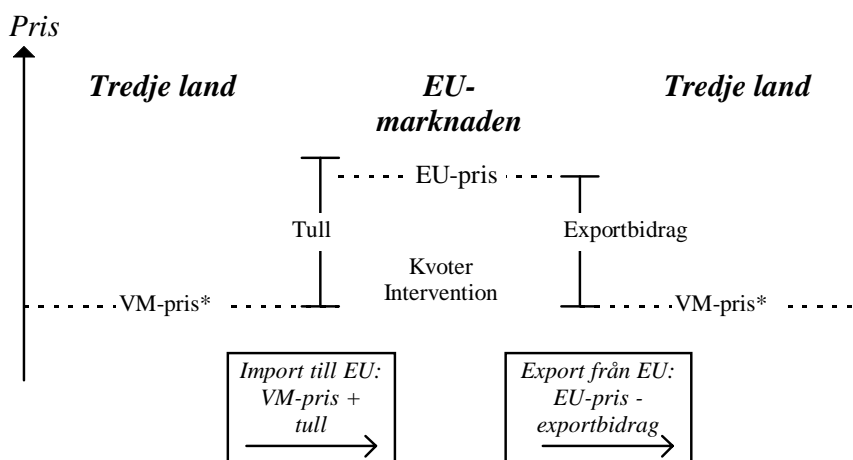 Pris
Tredje land
EU-
marknaden
Tredje land
EU-pris
Tull
Exportbidrag
Kvoter
Intervention
VM-pris*
VM-pris*
Import till EU:
VM-pris +
tull
Export från EU:
EU-pris -
exportbidrag